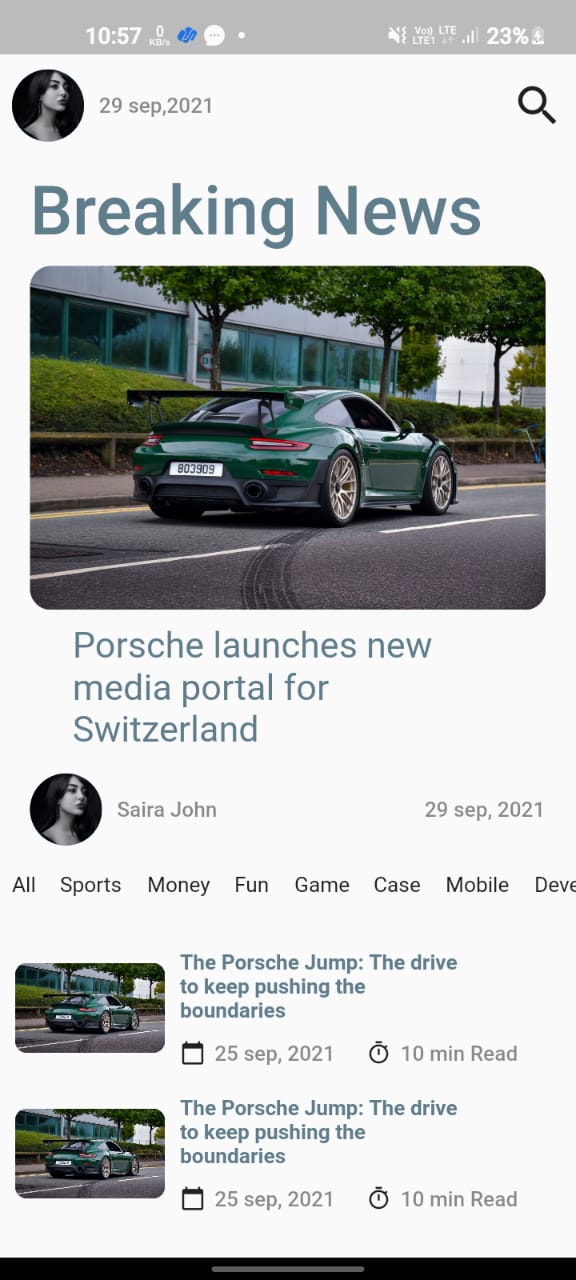 10:57 0 KB/s Vo) LTE LTE1 23%
29 sep,2021
Breaking News
803909
Porsche launches new
media portal for
Switzerland
Saira John 29 sep, 2021
All Sports Money Fun Game Case Mobile Deve
The Porsche Jump: The drive
to keep pushing the
boundaries
25 sep, 2021 10 min Read
The Porsche Jump: The drive
to keep pushing the
boundaries
25 sep, 2021 10 min Read